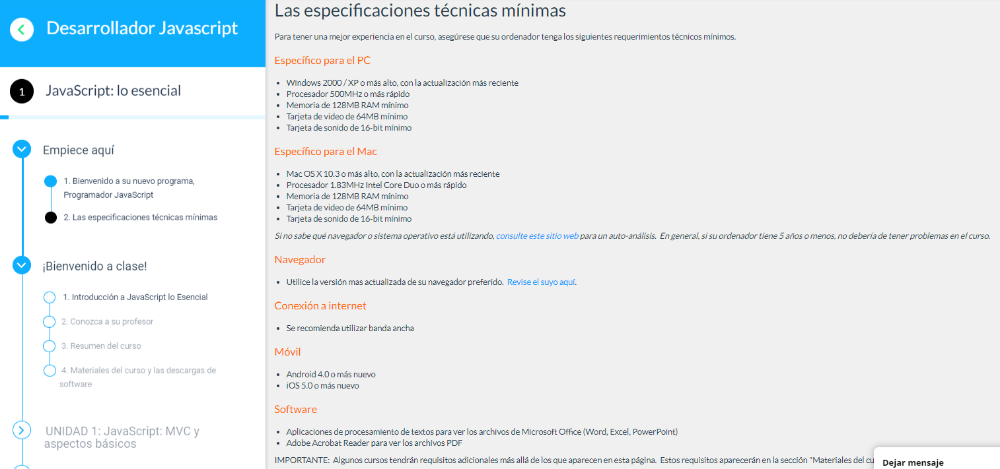 Desarrollador Javascript
1 JavaScript: lo esencial
Empiece aquí
1. Bienvenido a su nuevo programa,
Programador JavaScript
2. Las especificaciones técnicas mínimas
¡Bienvenido a clase!
1. Introducción a JavaScript lo Esencial
2. Conozca a su profesor
3. Resumen del curso
4. Materiales del curso y las descargas de
software
UNIDAD 1: JavaScript: MVC y
aspectos básicos
Las especificaciones técnicas mínimas
Para tener una mejor experiencia en el curso, asegúrese que su ordenador tenga los siguientes requerimientos técnicos mínimos.
Específico para el PC
• Windows 2000 / XP o más alto, con la actualización más reciente
• Procesador 500MHz o más rápido
• Memoria de 128MB RAM mínimo
• Tarjeta de video de 64MB mínimo
• Tarjeta de sonido de 16-bit mínimo
Específico para el Mac
• Mac OS X 10.3 o más alto, con la actualización más reciente
• Procesador 1.83MHz Intel Core Duo o más rápido
• Memoria de 128MB RAM mínimo
• Tarjeta de video de 64MB mínimo
• Tarjeta de sonido de 16-bit mínimo
Si no sabe qué navegador o sistema operativo está utilizando, consulte este sitio web para un auto-análisis. En general, si su ordenador tiene 5 años o menos, no debería de tener problemas en el curso.
Navegador
• Utilice la versión mas actualizada de su navegador preferido. Revise el suyo aquí.
Conexión a internet
• Se recomienda utilizar banda ancha
Móvil
• Android 4.0 o más nuevo
• iOS 5.0 o más nuevo
Software
• Aplicaciones de procesamiento de textos para ver los archivos de Microsoft Office (Word, Excel, PowerPoint)
• Adobe Acrobat Reader para ver los archivos PDF
IMPORTANTE: Algunos cursos tendrán requisitos adicionales más allá de los que aparecen en esta página. Estos requisitos aparecerán en la sección "Materiales del
Dejar mensaje